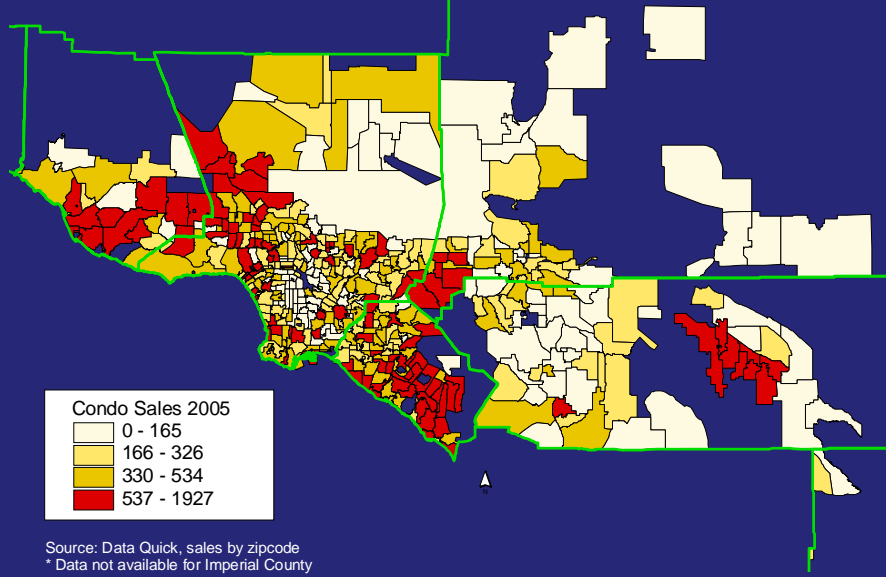 Condo Sales 2005
0 - 165
166 - 326
330 - 534
537 - 1927
N
Source: Data Quick, sales by zipcode
* Data not available for Imperial County